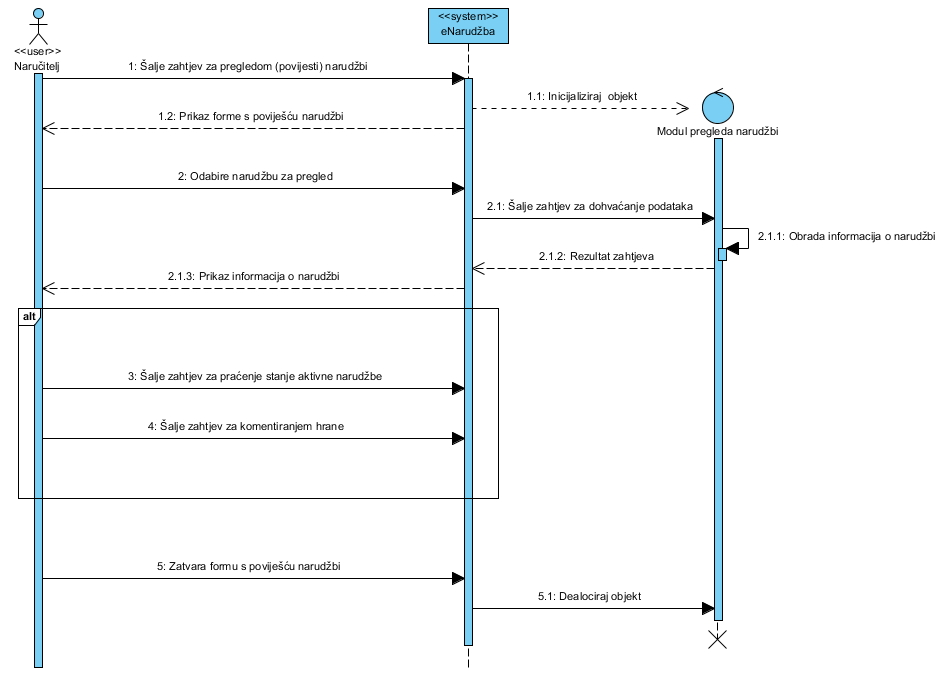 <<system>>
eNarudžba
<<user>>
Naručitelj
1: Šalje zahtjev za pregledom (povijesti) narudžbi
1.1: Inicijaliziraj objekt
1.2: Prikaz forme s poviješću narudžbi
Modul pregleda narudžbi
2: Odabire narudžbu za pregled
2.1: Šalje zahtjev za dohvaćanje podataka
2.1.1: Obrada informacija o narudžbi
2.1.2: Rezultat zahtjeva
2.1.3: Prikaz informacija o narudžbi
alt
3: Šalje zahtjev za praćenje stanje aktivne narudžbe
4: Šalje zahtjev za komentiranjem hrane
5: Zatvara formu s poviješću narudžbi
5.1: Dealociraj objekt